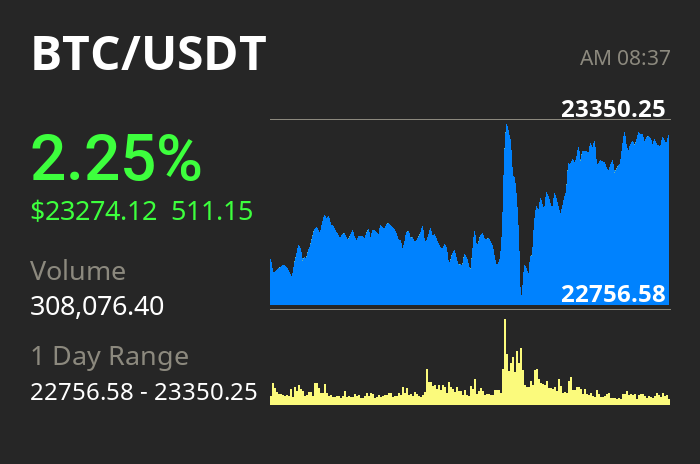 BTC/USDT
AM 08:37
23350.25
2.25%
$23274.12 511.15
Volume
308,076.40
22756.58
1 Day Range
22756.58 - 23350.25